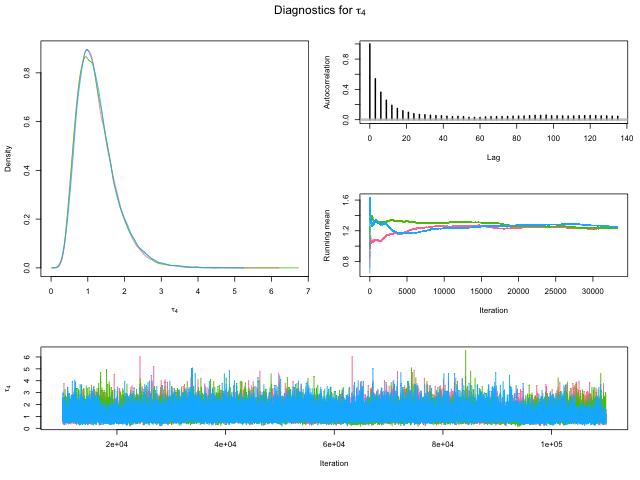 Diagnostics for τ4
Density
0.0 0.2 0.4 0.6 0.8
0 1 2 3 4 5 6 7
τ4
Autocorrelation
0.0 0.4 0.8
0 20 40 60 80 100 120 140
Lag
Running mean
0.8 1.2 1.6
0 5000 10000 15000 20000 25000 30000
Iteration
τ4
0 1 2 3 4 5 6
2e+04 4e+04 6e+04 8e+04 1e+05
Iteration